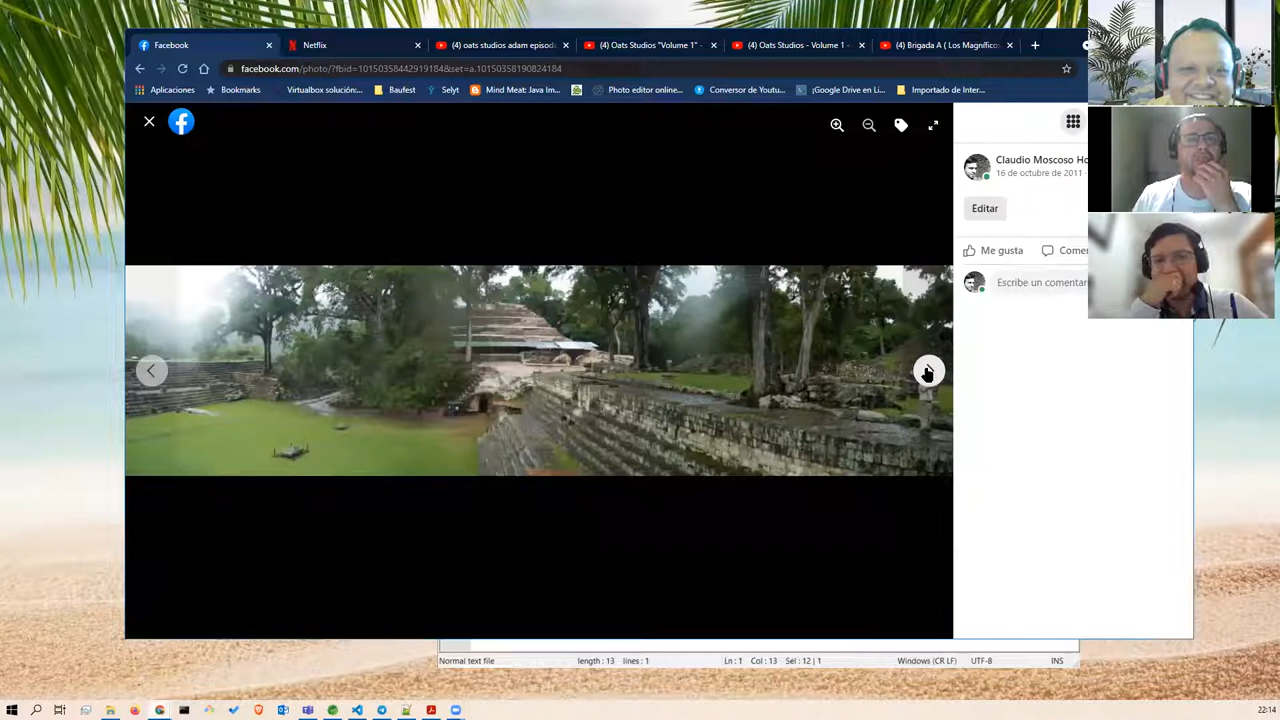 Facebook
Netflix
(4) oats studios adam episod
(4) Oats Studios "Volume 1" -
(4) Oats Studios - Volume 1 -
(4) Brigada A ( Los Magníficos
facebook.com/photo/?fbid=10150358442919184&set=a.10150358190824184
Aplicaciones
Bookmarks
Virtualbox solución:...
Baufest
Selyt
Mind Meat: Java Im...
Photo editor online...
Conversor de Youtu...
¡Google Drive en Li...
Importado de Inter...
Claudio Moscoso Ho
16 de octubre de 2011 ·
Editar
Me gusta
Comen
Escribe un comentar
Normal text file
length : 13 lines : 1
Ln : 1 Col : 13 Sel : 12 | 1
Windows (CR LF)
UTF-8
INS
22:14